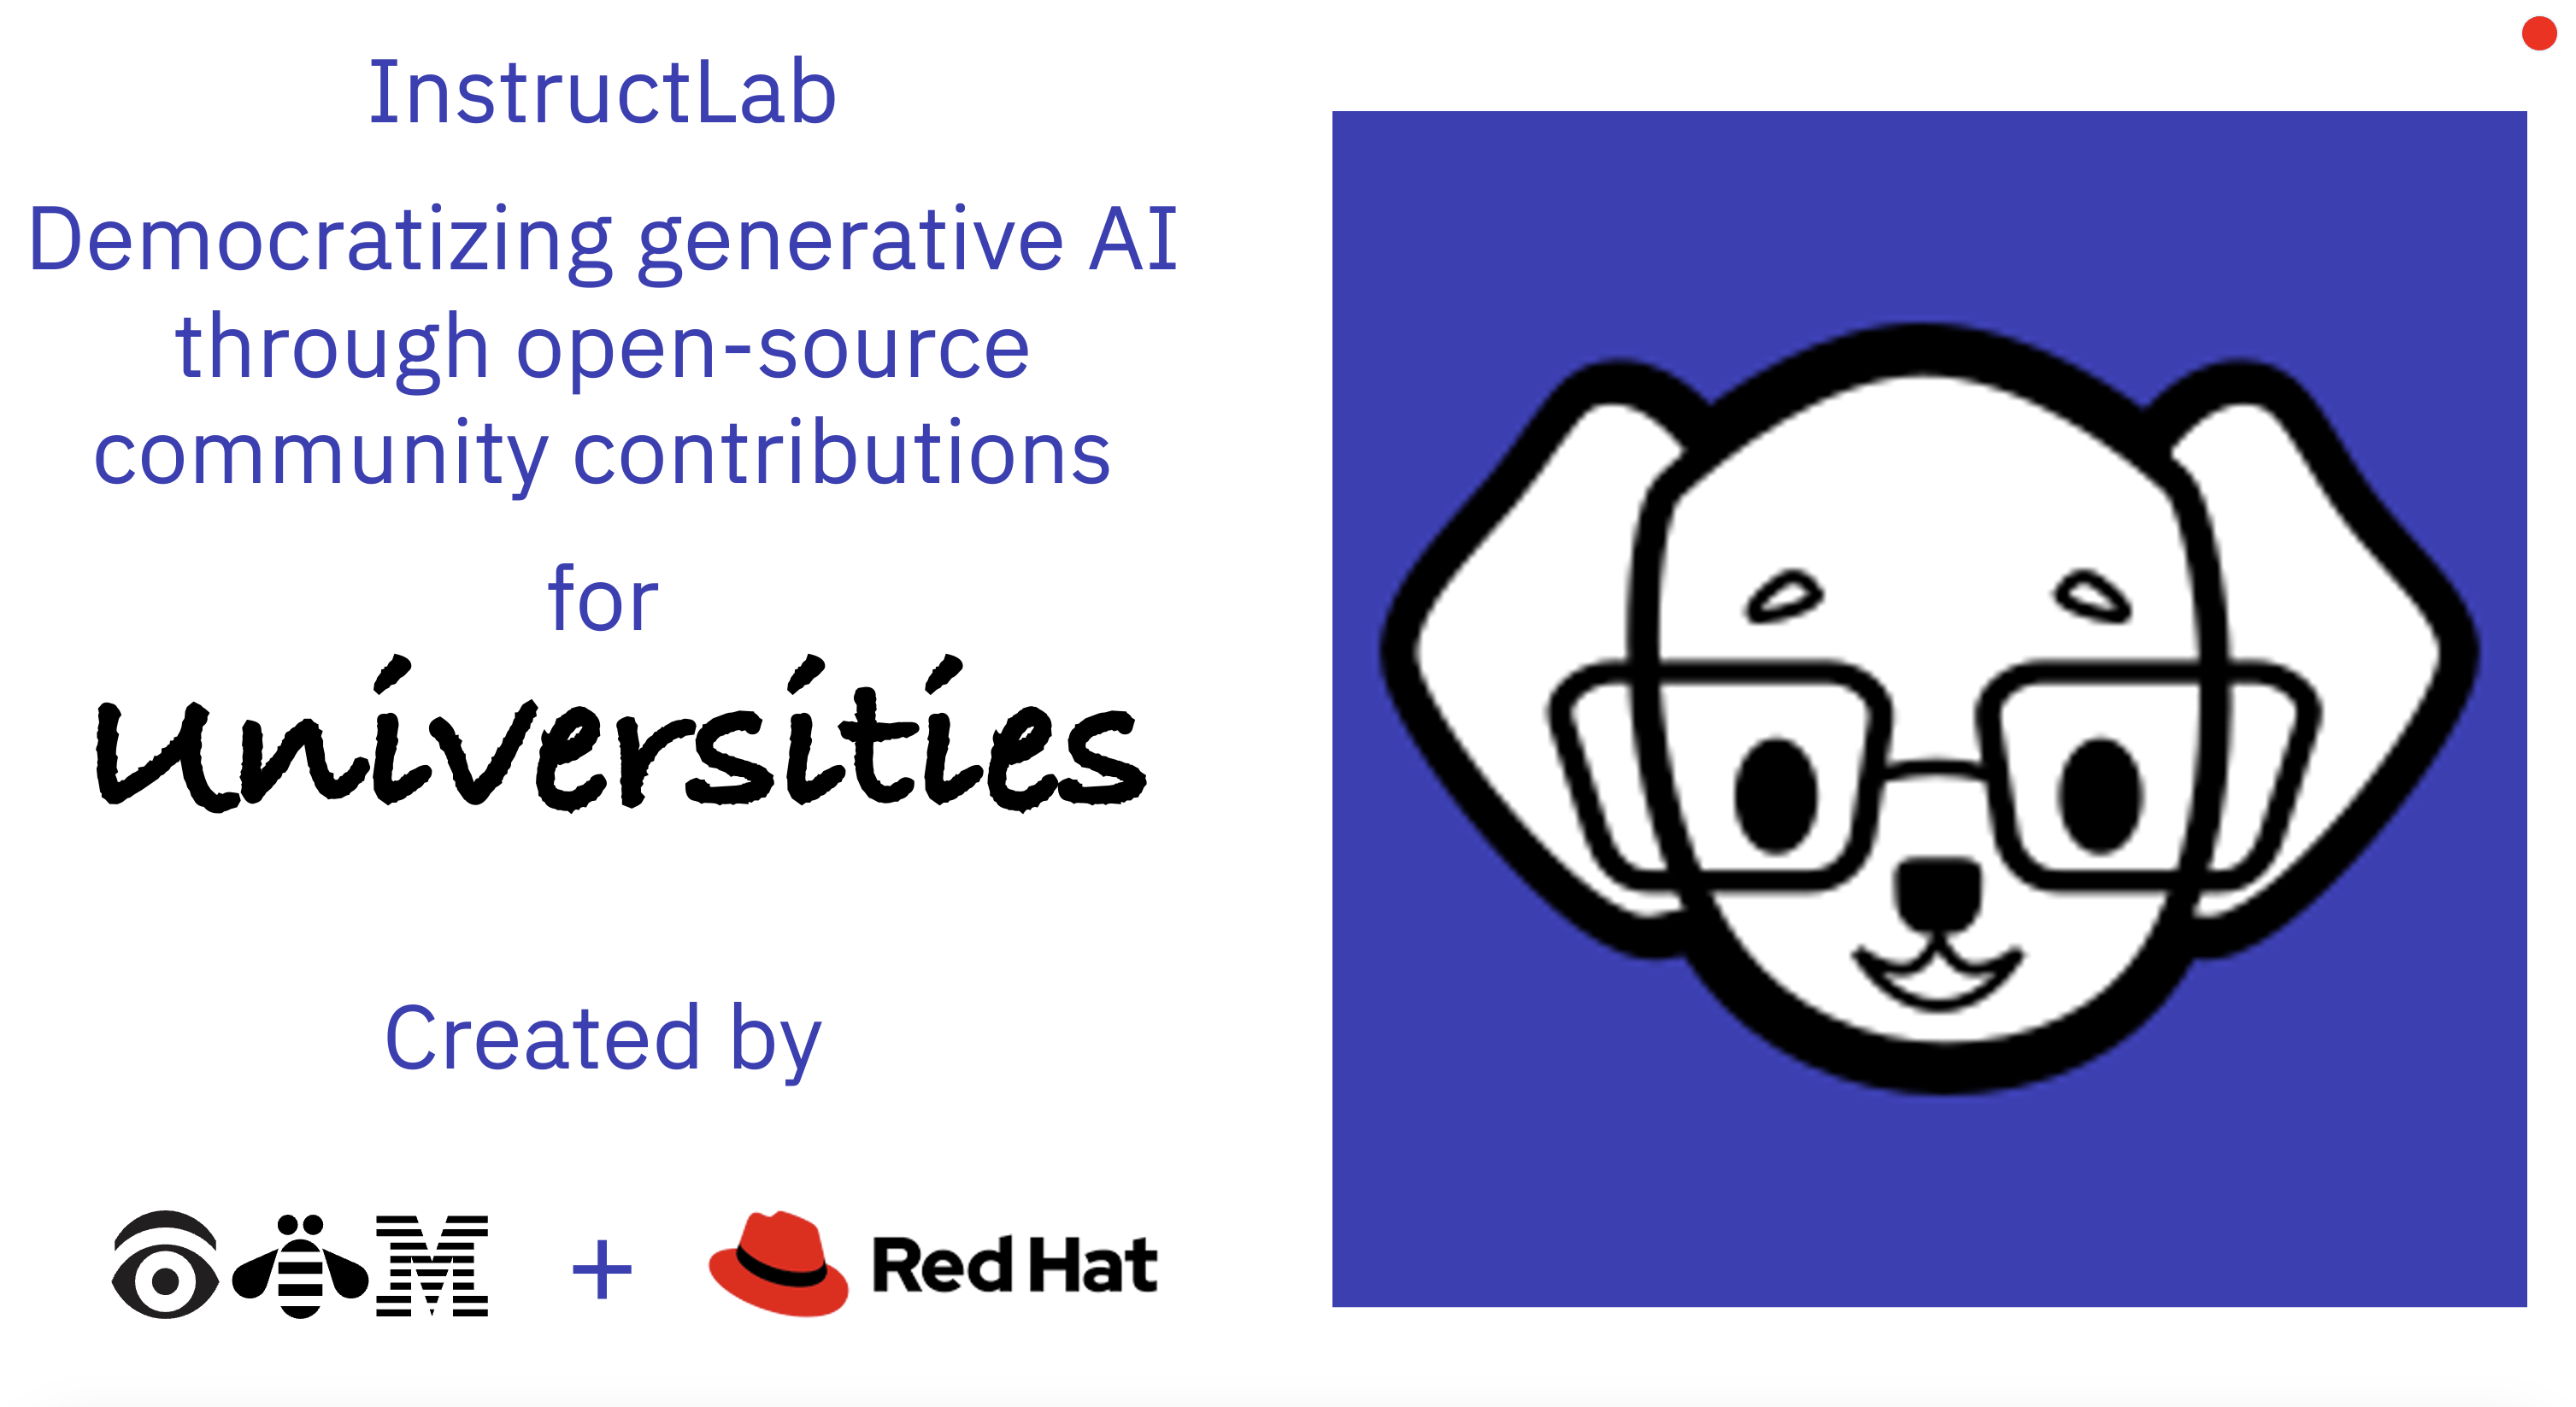 InstructLab
Democratizing generative AI
through open-source
community contributions
for
Universities
Created by
M + Red Hat